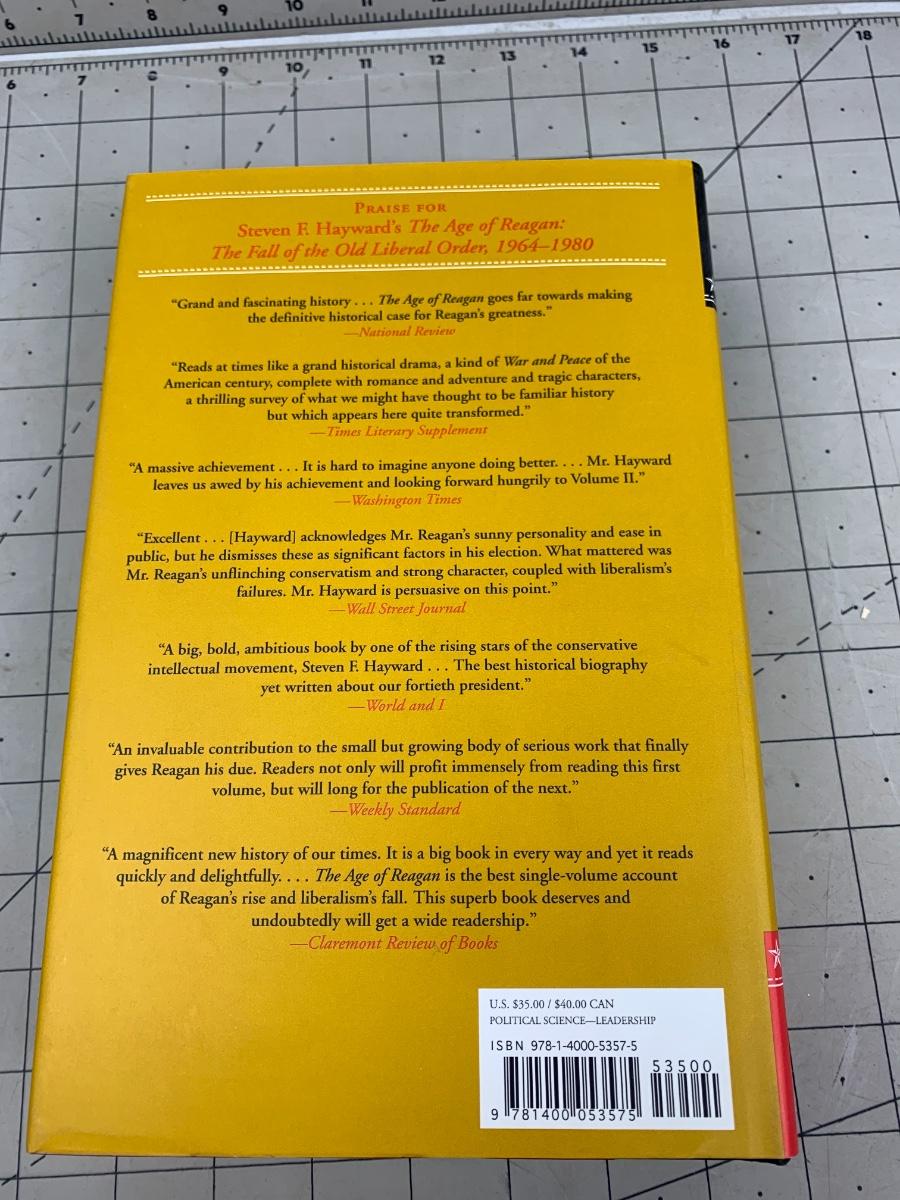 6 7 8 9 10
6 7 8 9 10 11 12 13 14 15 16 17 18
PRAISE FOR
Steven F. Hayward's The Age of Reagan:
The Fall of the Old Liberal Order, 1964–1980
“Grand and fascinating history . . . The Age of Reagan goes far towards making
the definitive historical case for Reagan's greatness.”
—National Review
“Reads at times like a grand historical drama, a kind of War and Peace of the
American century, complete with romance and adventure and tragic characters,
a thrilling survey of what we might have thought to be familiar history
but which appears here quite transformed.”
—Times Literary Supplement
“A massive achievement . . . It is hard to imagine anyone doing better. . . . Mr. Hayward
leaves us awed by his achievement and looking forward hungrily to Volume II.”
—Washington Times
“Excellent . . . [Hayward] acknowledges Mr. Reagan's sunny personality and ease in
public, but he dismisses these as significant factors in his election. What mattered was
Mr. Reagan's unflinching conservatism and strong character, coupled with liberalism's
failures. Mr. Hayward is persuasive on this point.”
—Wall Street Journal
“A big, bold, ambitious book by one of the rising stars of the conservative
intellectual movement, Steven F. Hayward . . . The best historical biography
yet written about our fortieth president.”
—World and I
“An invaluable contribution to the small but growing body of serious work that finally
gives Reagan his due. Readers not only will profit immensely from reading this first
volume, but will long for the publication of the next.”
—Weekly Standard
“A magnificent new history of our times. It is a big book in every way and yet it reads
quickly and delightfully. . . . The Age of Reagan is the best single-volume account
of Reagan's rise and liberalism's fall. This superb book deserves and
undoubtedly will get a wide readership.”
—Claremont Review of Books
U.S. $35.00 / $40.00 CAN
POLITICAL SCIENCE—LEADERSHIP
ISBN 978-1-4000-5357-5
53500
9 781400 053575